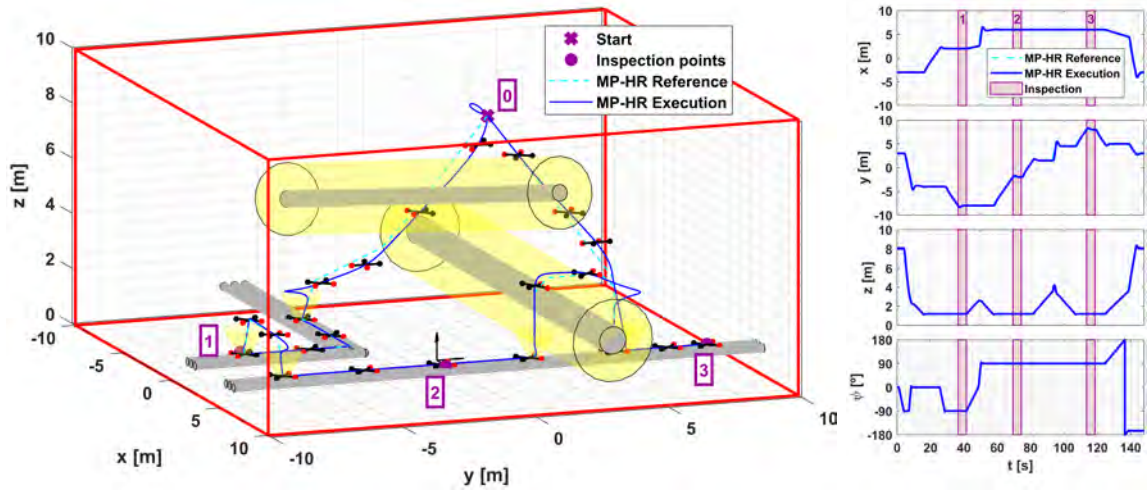 10
8
6
4
2
0
-10
-5
0
5
10
-10
-5
0
5
10
z [m]
x [m]
y [m]
0
1
2
3
Start
Inspection points
MP-HR Reference
MP-HR Execution
10
5
0
-5
-10
x [m]
1
2
3
MP-HR Reference
MP-HR Execution
Inspection
10
5
0
-5
-10
y [m]
10
8
6
4
2
0
z [m]
180
90
0
-90
-180
ψ [º]
0 20 40 60 80 100 120 140
t [s]